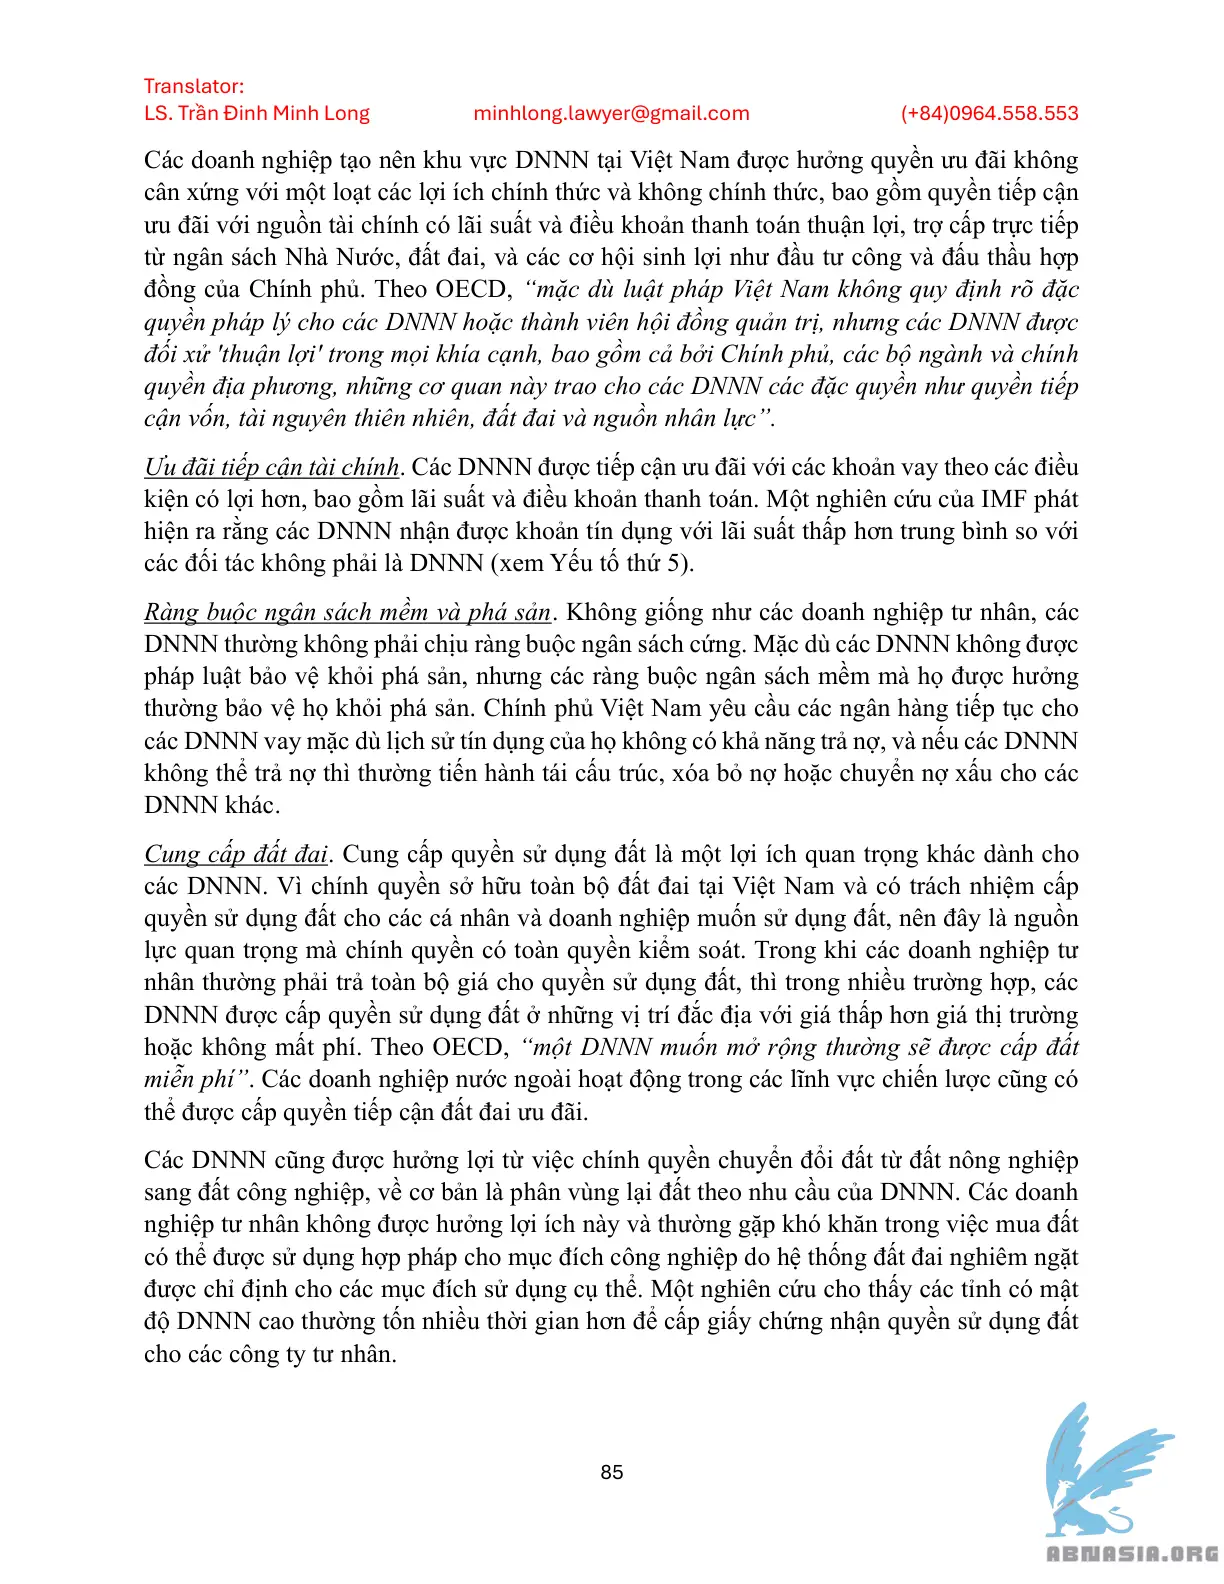 Translator:
LS. Trần Đinh Minh Long minhlong.lawyer@gmail.com (+84)0964.558.553
Các doanh nghiệp tạo nên khu vực DNNN tại Việt Nam được hưởng quyền ưu đãi không
cân xứng với một loạt các lợi ích chính thức và không chính thức, bao gồm quyền tiếp cận
ưu đãi với nguồn tài chính có lãi suất và điều khoản thanh toán thuận lợi, trợ cấp trực tiếp
từ ngân sách Nhà Nước, đất đai, và các cơ hội sinh lợi như đầu tư công và đấu thầu hợp
đồng của Chính phủ. Theo OECD, “mặc dù luật pháp Việt Nam không quy định rõ đặc
quyền pháp lý cho các DNNN hoặc thành viên hội đồng quản trị, nhưng các DNNN được
đối xử 'thuận lợi' trong mọi khía cạnh, bao gồm cả bởi Chính phủ, các bộ ngành và chính
quyền địa phương, những cơ quan này trao cho các DNNN các đặc quyền như quyền tiếp
cận vốn, tài nguyên thiên nhiên, đất đai và nguồn nhân lực”.
Ưu đãi tiếp cận tài chính. Các DNNN được tiếp cận ưu đãi với các khoản vay theo các điều
kiện có lợi hơn, bao gồm lãi suất và điều khoản thanh toán. Một nghiên cứu của IMF phát
hiện ra rằng các DNNN nhận được khoản tín dụng với lãi suất thấp hơn trung bình so với
các đối tác không phải là DNNN (xem Yếu tố thứ 5).
Ràng buộc ngân sách mềm và phá sản. Không giống như các doanh nghiệp tư nhân, các
DNNN thường không phải chịu ràng buộc ngân sách cứng. Mặc dù các DNNN không được
pháp luật bảo vệ khỏi phá sản, nhưng các ràng buộc ngân sách mềm mà họ được hưởng
thường bảo vệ họ khỏi phá sản. Chính phủ Việt Nam yêu cầu các ngân hàng tiếp tục cho
các DNNN vay mặc dù lịch sử tín dụng của họ không có khả năng trả nợ, và nếu các DNNN
không thể trả nợ thì thường tiến hành tái cấu trúc, xóa bỏ nợ hoặc chuyển nợ xấu cho các
DNNN khác.
Cung cấp đất đai. Cung cấp quyền sử dụng đất là một lợi ích quan trọng khác dành cho
các DNNN. Vì chính quyền sở hữu toàn bộ đất đai tại Việt Nam và có trách nhiệm cấp
quyền sử dụng đất cho các cá nhân và doanh nghiệp muốn sử dụng đất, nên đây là nguồn
lực quan trọng mà chính quyền có toàn quyền kiểm soát. Trong khi các doanh nghiệp tư
nhân thường phải trả toàn bộ giá cho quyền sử dụng đất, thì trong nhiều trường hợp, các
DNNN được cấp quyền sử dụng đất ở những vị trí đắc địa với giá thấp hơn giá thị trường
hoặc không mất phí. Theo OECD, “một DNNN muốn mở rộng thường sẽ được cấp đất
miễn phí”. Các doanh nghiệp nước ngoài hoạt động trong các lĩnh vực chiến lược cũng có
thể được cấp quyền tiếp cận đất đai ưu đãi.
Các DNNN cũng được hưởng lợi từ việc chính quyền chuyển đổi đất từ đất nông nghiệp
sang đất công nghiệp, về cơ bản là phân vùng lại đất theo nhu cầu của DNNN. Các doanh
nghiệp tư nhân không được hưởng lợi ích này và thường gặp khó khăn trong việc mua đất
có thể được sử dụng hợp pháp cho mục đích công nghiệp do hệ thống đất đai nghiêm ngặt
được chỉ định cho các mục đích sử dụng cụ thể. Một nghiên cứu cho thấy các tỉnh có mật
độ DNNN cao thường tốn nhiều thời gian hơn để cấp giấy chứng nhận quyền sử dụng đất
cho các công ty tư nhân.
85
ABNASIA.ORG